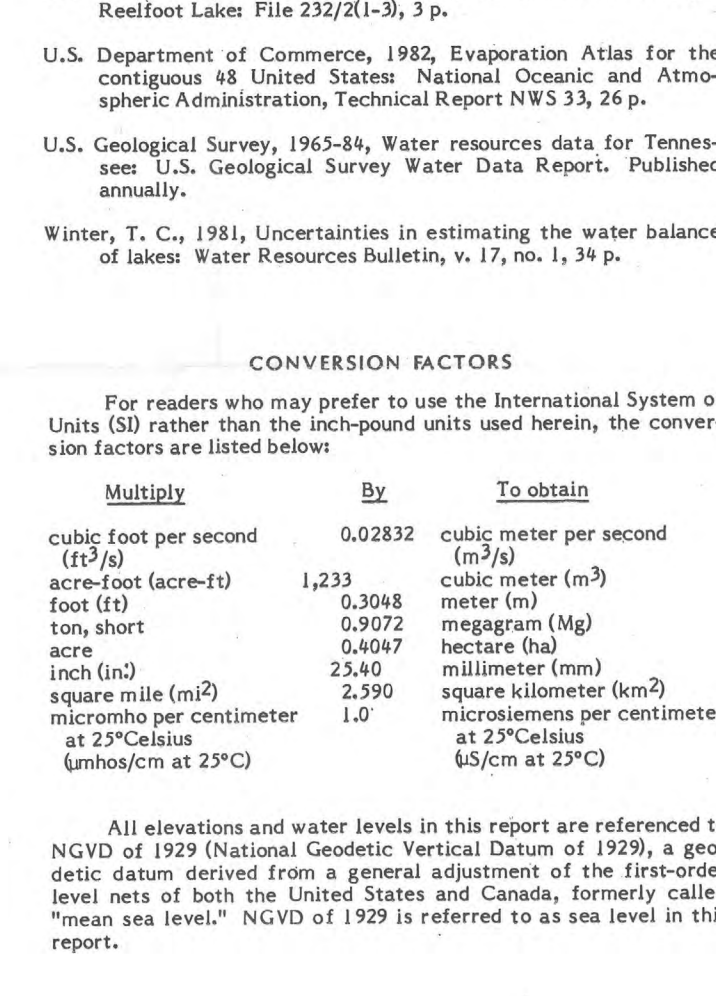 Reelfoot Lake: File 232/2(1-3), 3 p.
U.S. Department of Commerce, 1982, Evaporation Atlas for the
contiguous 48 United States: National Oceanic and Atmo-
spheric Administration, Technical Report NWS 33, 26 p.
U.S. Geological Survey, 1965-84, Water resources data for Tennes-
see: U.S. Geological Survey Water Data Report. Published
annually.
Winter, T. C., 1981, Uncertainties in estimating the water balance
of lakes: Water Resources Bulletin, v. 17, no. 1, 34 p.
CONVERSION FACTORS
For readers who may prefer to use the International System o
Units (SI) rather than the inch-pound units used herein, the conver
sion factors are listed below:
Multiply By To obtain
cubic foot per second 0.02832 cubic meter per second
(ft3/s) (m3/s)
acre-foot (acre-ft) 1,233 cubic meter (m3)
foot (ft) 0.3048 meter (m)
ton, short 0.9072 megagram (Mg)
acre 0.4047 hectare (ha)
inch (in.) 25.40 millimeter (mm)
square mile (mi2) 2.590 square kilometer (km2)
micromho per centimeter 1.0 microsiemens per centimete
at 25°Celsius at 25°Celsius
(µmhos/cm at 25°C) (µS/cm at 25°C)
All elevations and water levels in this report are referenced t
NGVD of 1929 (National Geodetic Vertical Datum of 1929), a geo
detic datum derived from a general adjustment of the first-orde
level nets of both the United States and Canada, formerly calle
"mean sea level." NGVD of 1929 is referred to as sea level in thi
report.